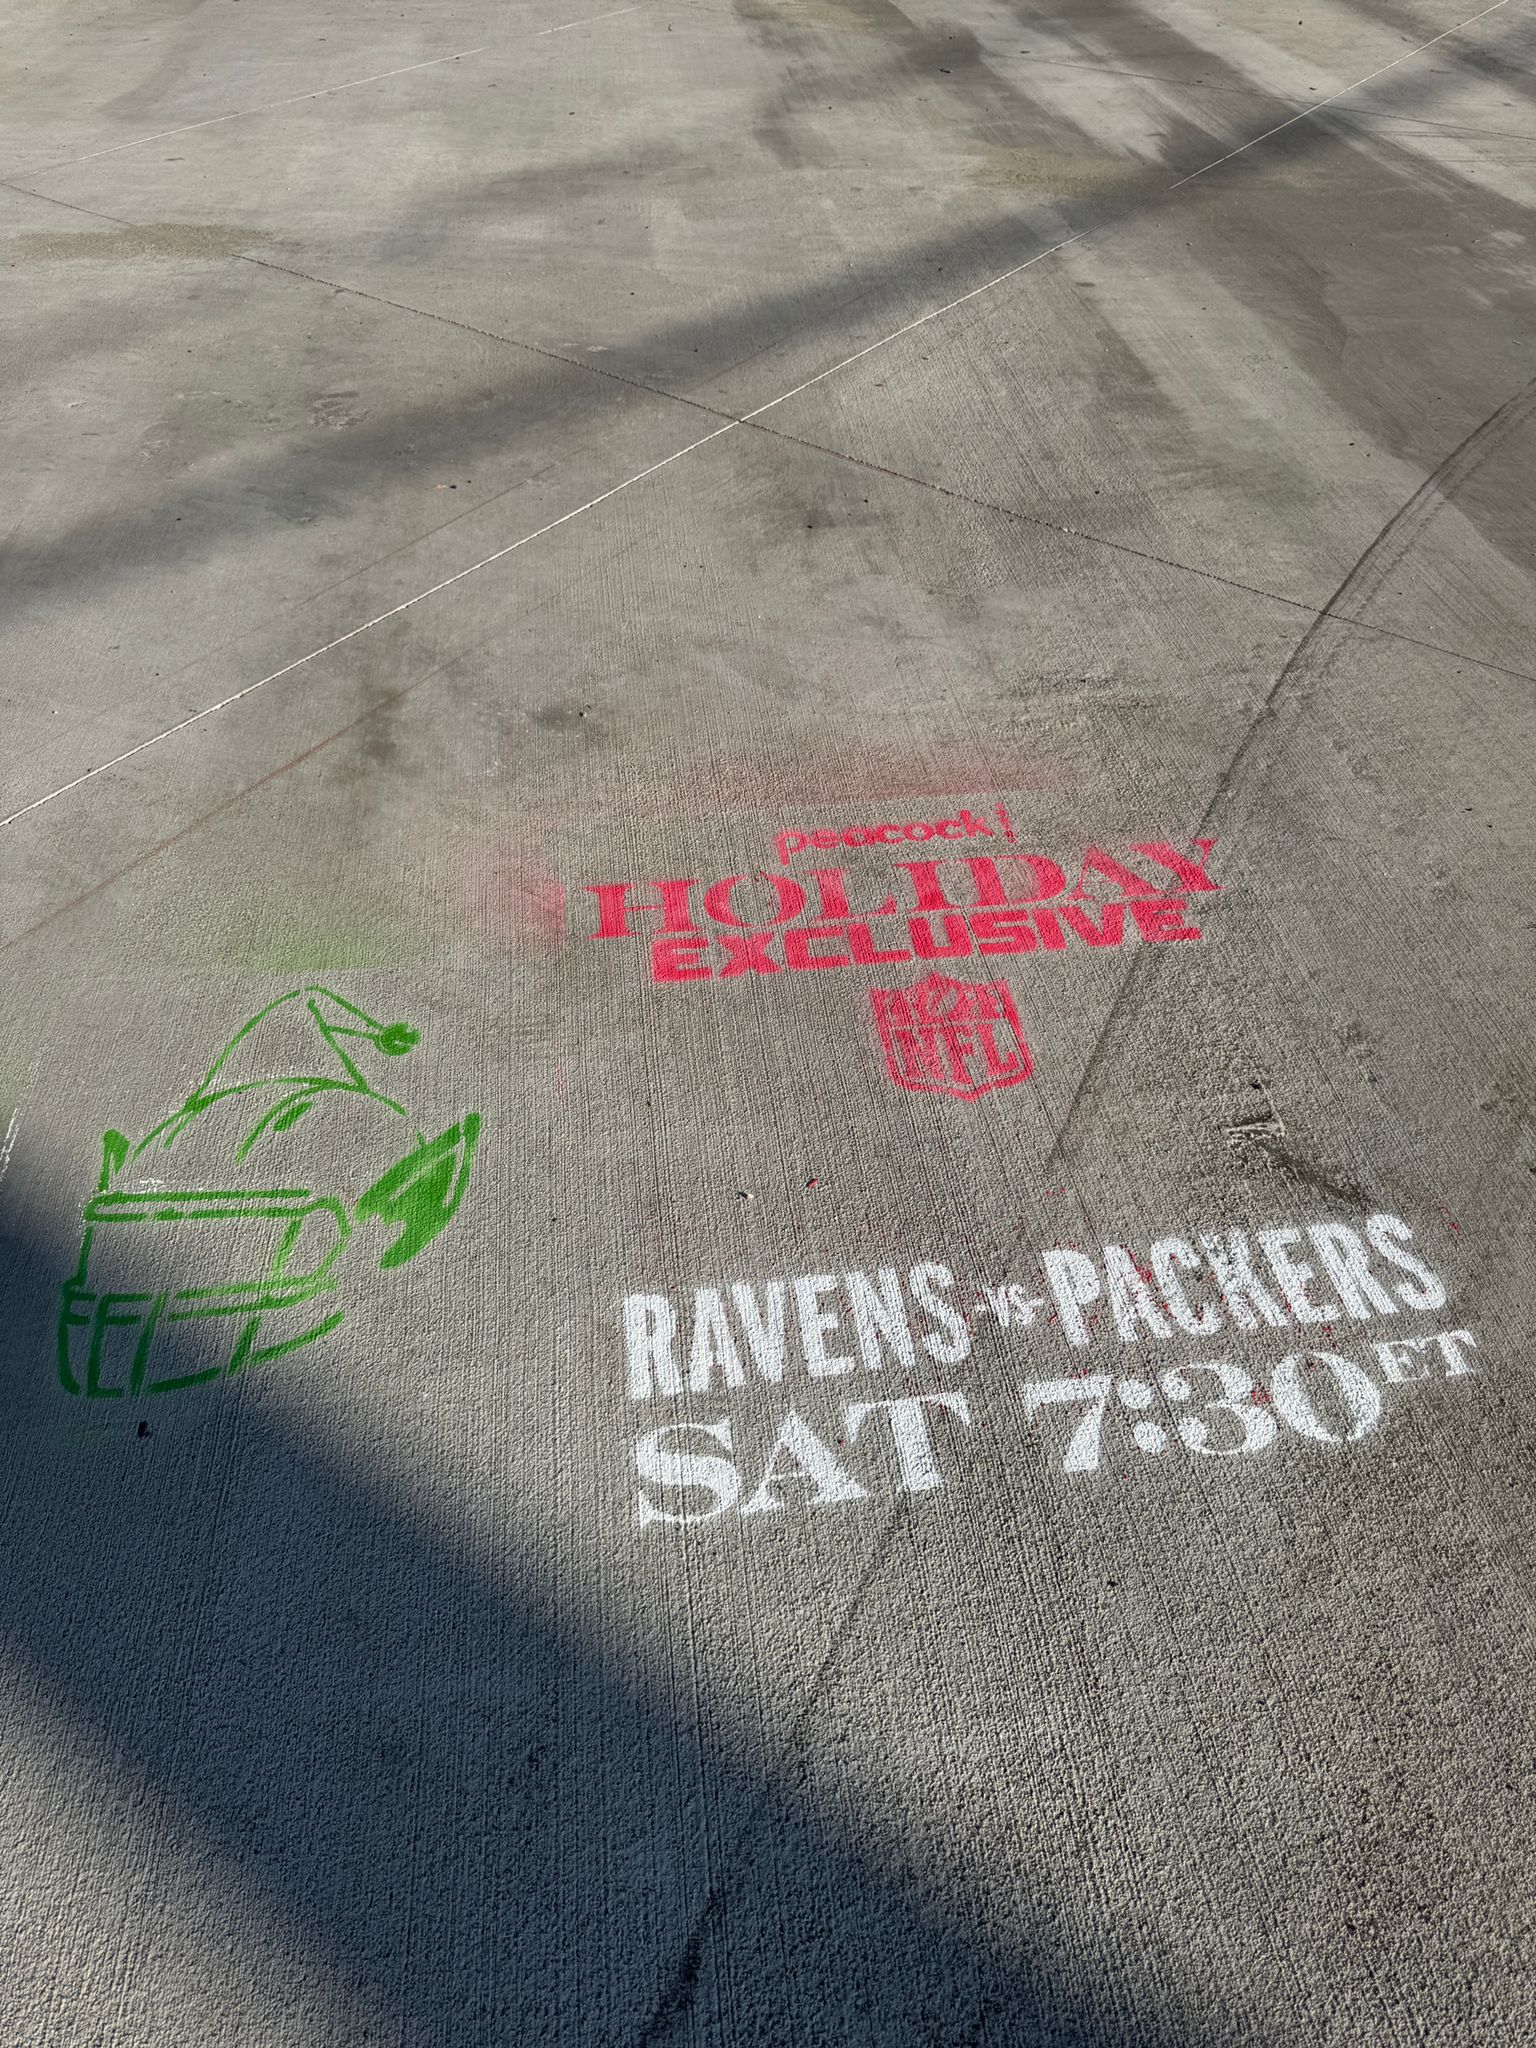 peacock
HOLIDAY
EXCLUSIVE
NFL
RAVENS -VS- PACKERS
SAT 7:30 ET